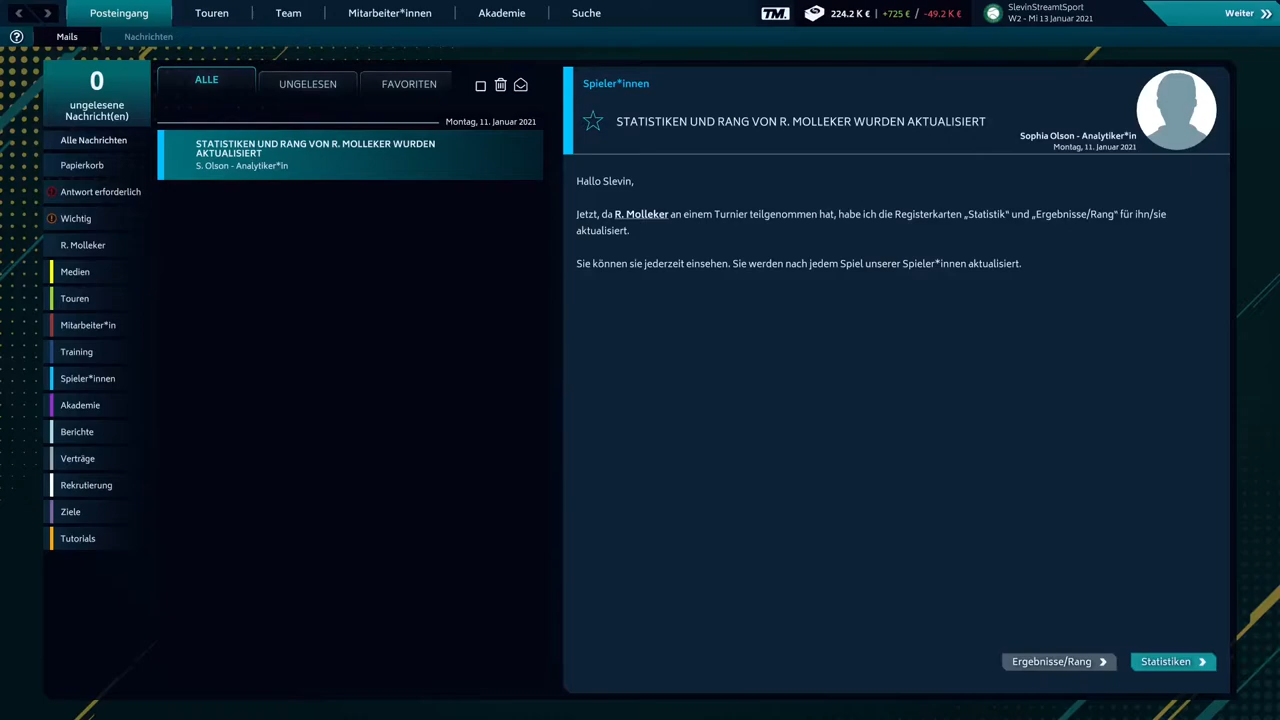 Posteingang
Touren
Team
Mitarbeiter*innen
Akademie
Suche
TM.
224.2 K € | +725 € / -49.2 K €
SlevinStreamtSport
W2 - Mi 13 Januar 2021
Weiter
Mails
Nachrichten
0
ungelesene
Nachricht(en)
Alle Nachrichten
Papierkorb
Antwort erforderlich
Wichtig
R. Molleker
Medien
Touren
Mitarbeiter*in
Training
Spieler*innen
Akademie
Berichte
Verträge
Rekrutierung
Ziele
Tutorials
ALLE
UNGELESEN
FAVORITEN
Montag, 11. Januar 2021
STATISTIKEN UND RANG VON R. MOLLEKER WURDEN
AKTUALISIERT
S. Olson - Analytiker*in
Spieler*innen
STATISTIKEN UND RANG VON R. MOLLEKER WURDEN AKTUALISIERT
Sophia Olson - Analytiker*in
Montag, 11. Januar 2021
Hallo Slevin,
Jetzt, da R. Molleker an einem Turnier teilgenommen hat, habe ich die Registerkarten „Statistik“ und „Ergebnisse/Rang“ für ihn/sie
aktualisiert.
Sie können sie jederzeit einsehen. Sie werden nach jedem Spiel unserer Spieler*innen aktualisiert.
Ergebnisse/Rang
Statistiken